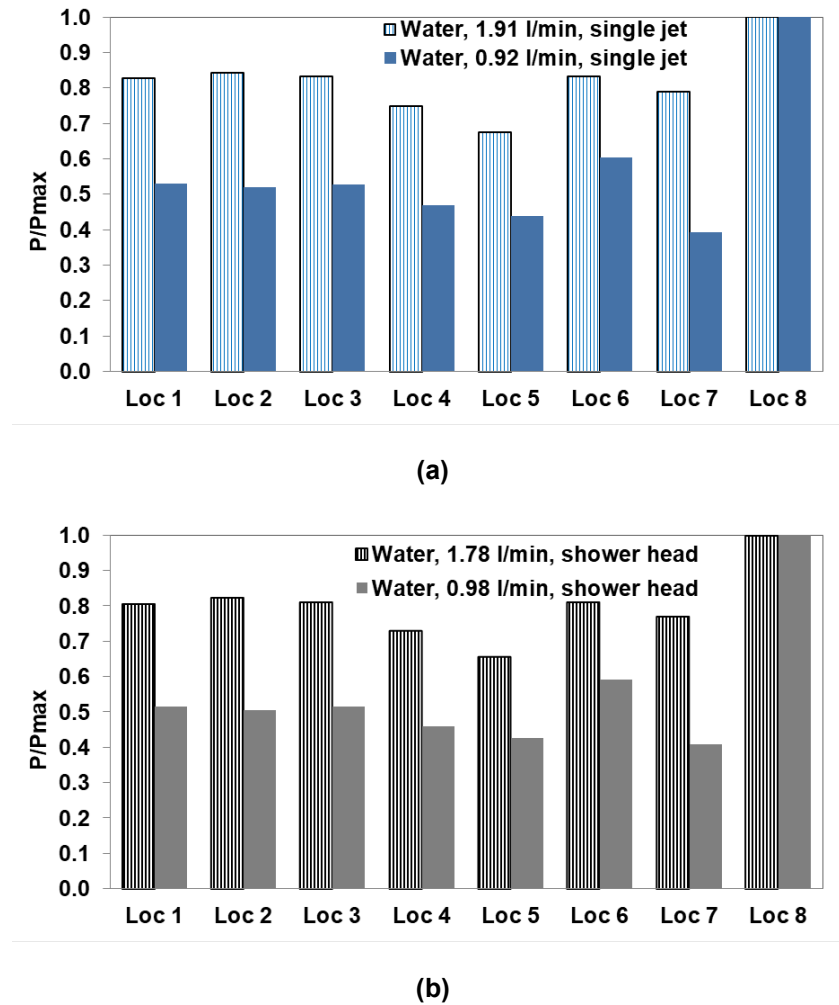 Water, 1.91 l/min, single jet
Water, 0.92 l/min, single jet
P/Pmax
1.0
0.9
0.8
0.7
0.6
0.5
0.4
0.3
0.2
0.1
0.0
Loc 1 Loc 2 Loc 3 Loc 4 Loc 5 Loc 6 Loc 7 Loc 8
(a)
Water, 1.78 l/min, shower head
Water, 0.98 l/min, shower head
P/Pmax
1.0
0.9
0.8
0.7
0.6
0.5
0.4
0.3
0.2
0.1
0.0
Loc 1 Loc 2 Loc 3 Loc 4 Loc 5 Loc 6 Loc 7 Loc 8
(b)